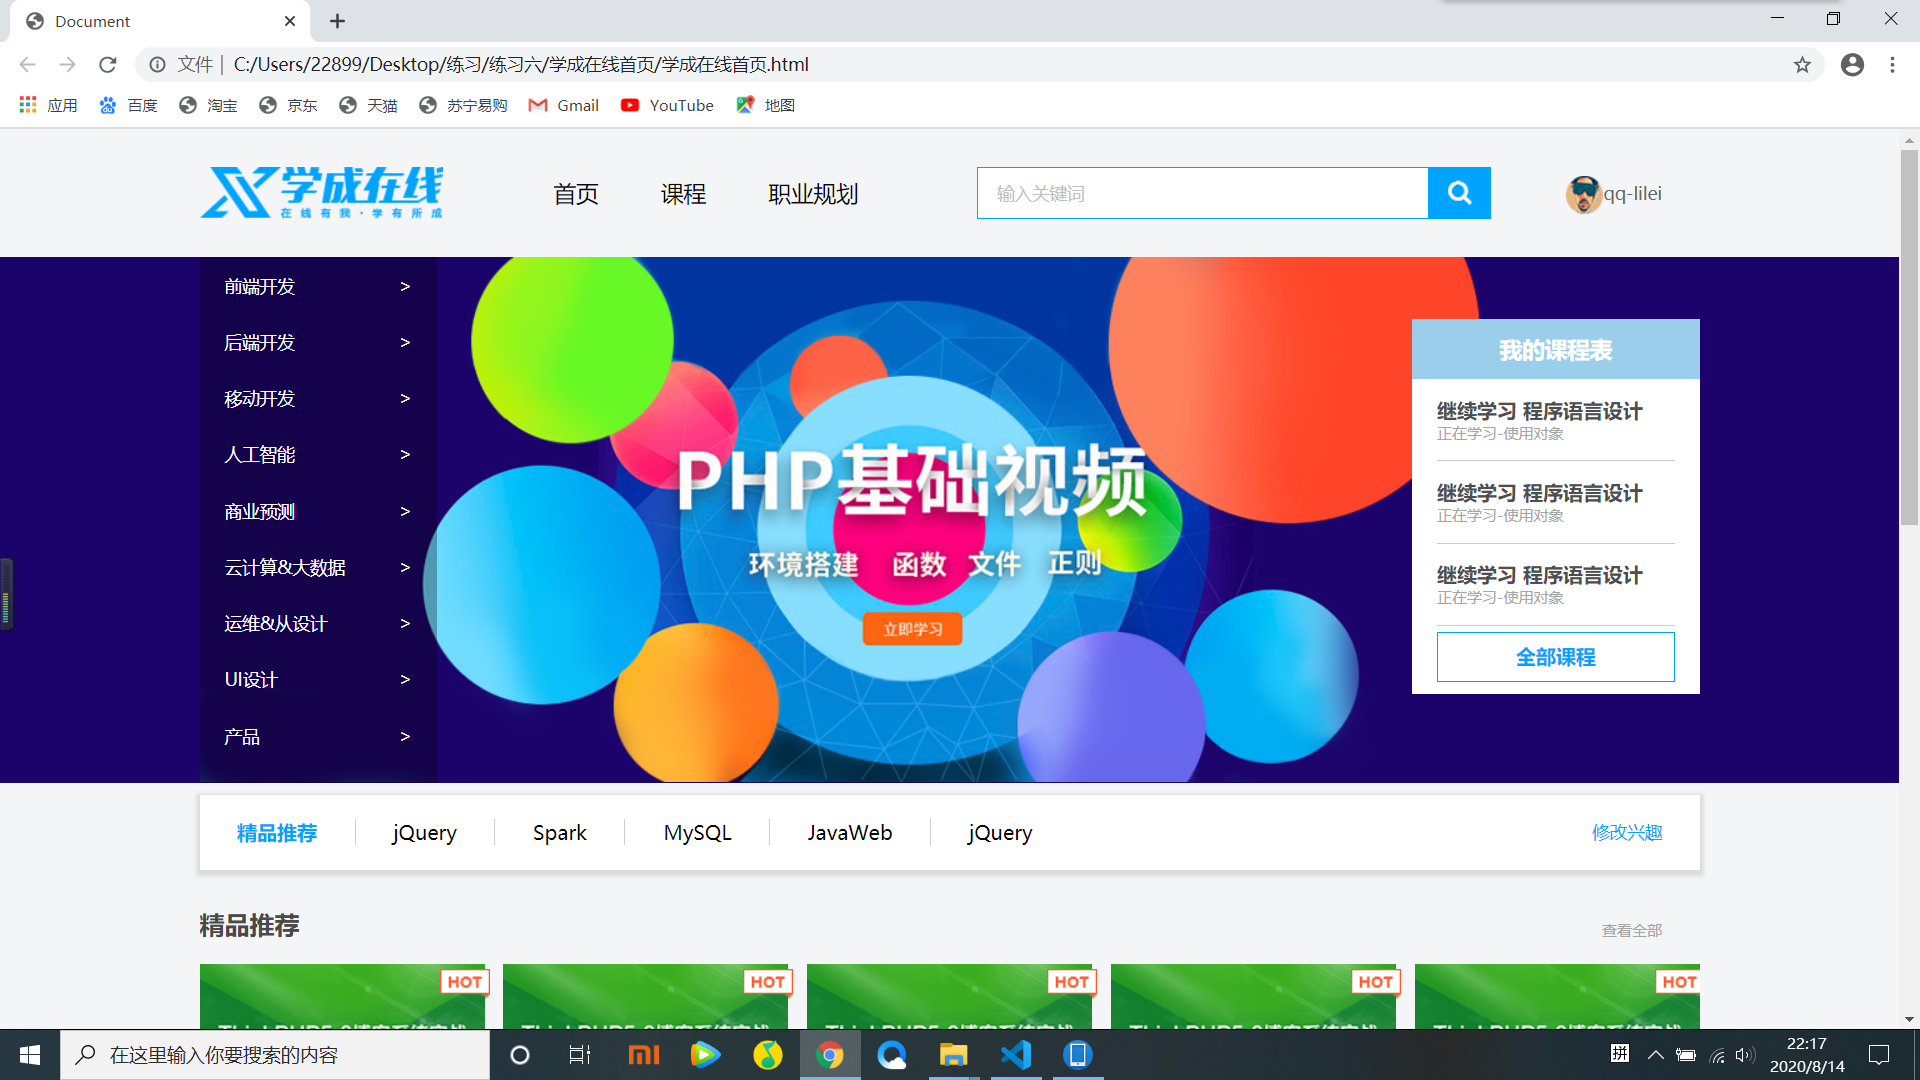 Document
文件 | C:/Users/22899/Desktop/练习/练习六/学成在线首页/学成在线首页.html
应用 百度 淘宝 京东 天猫 苏宁易购 Gmail YouTube 地图
学成在线
在线有我·学有所成
首页 课程 职业规划
输入关键词
qq-lilei
前端开发 >
后端开发 >
移动开发 >
人工智能 >
商业预测 >
云计算&大数据 >
运维&从设计 >
UI设计 >
产品 >
PHP基础视频
环境搭建 函数 文件 正则
立即学习
我的课程表
继续学习 程序语言设计
正在学习-使用对象
继续学习 程序语言设计
正在学习-使用对象
继续学习 程序语言设计
正在学习-使用对象
全部课程
精品推荐 jQuery Spark MySQL JavaWeb jQuery 修改兴趣
精品推荐 查看全部
HOT HOT HOT HOT HOT
在这里输入你要搜索的内容
拼
22:17
2020/8/14